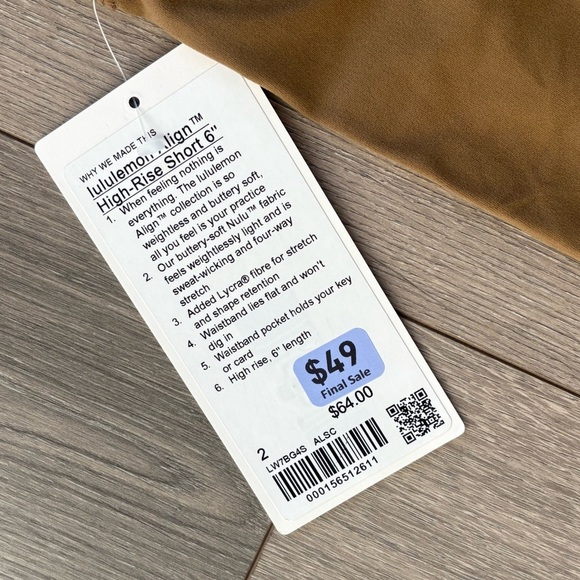 WHY WE MADE THIS
lululemon Align™
High-Rise Short 6"
1. When feeling nothing is
everything. The lululemon
Align™ collection is so
weightless and buttery soft,
all you feel is your practice
2. Our buttery-soft Nulu™ fabric
feels weightlessly light and is
sweat-wicking and four-way
stretch
3. Added Lycra® fibre for stretch
and shape retention
4. Waistband lies flat and won't
dig in
5. Waistband pocket holds your key
or card
6. High rise, 6" length
$49
Final Sale
$64.00
2
LW7BG4S ALSC
000156512611